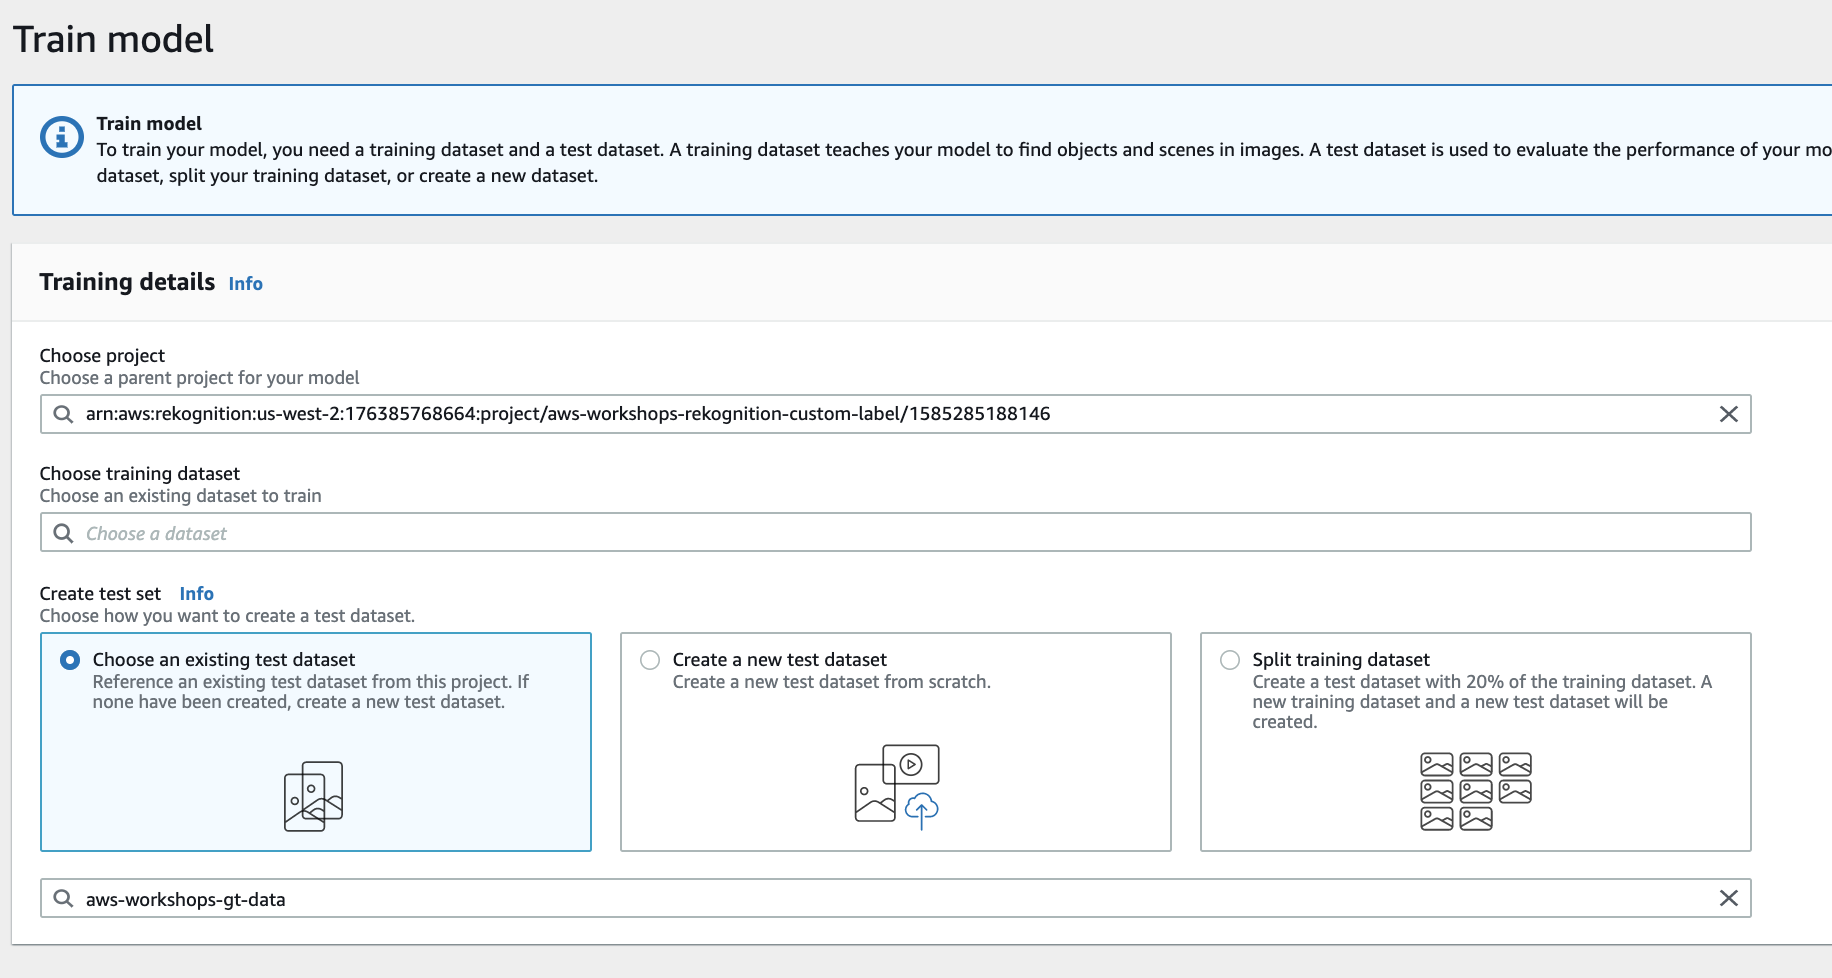 Train model
Train model
To train your model, you need a training dataset and a test dataset. A training dataset teaches your model to find objects and scenes in images. A test dataset is used to evaluate the performance of your mo
dataset, split your training dataset, or create a new dataset.
Training details Info
Choose project
Choose a parent project for your model
arn:aws:rekognition:us-west-2:176385768664:project/aws-workshops-rekognition-custom-label/1585285188146
Choose training dataset
Choose an existing dataset to train
Choose a dataset
Create test set Info
Choose how you want to create a test dataset.
Choose an existing test dataset
Reference an existing test dataset from this project. If
none have been created, create a new test dataset.
Create a new test dataset
Create a new test dataset from scratch.
Split training dataset
Create a test dataset with 20% of the training dataset. A
new training dataset and a new test dataset will be
created.
aws-workshops-gt-data